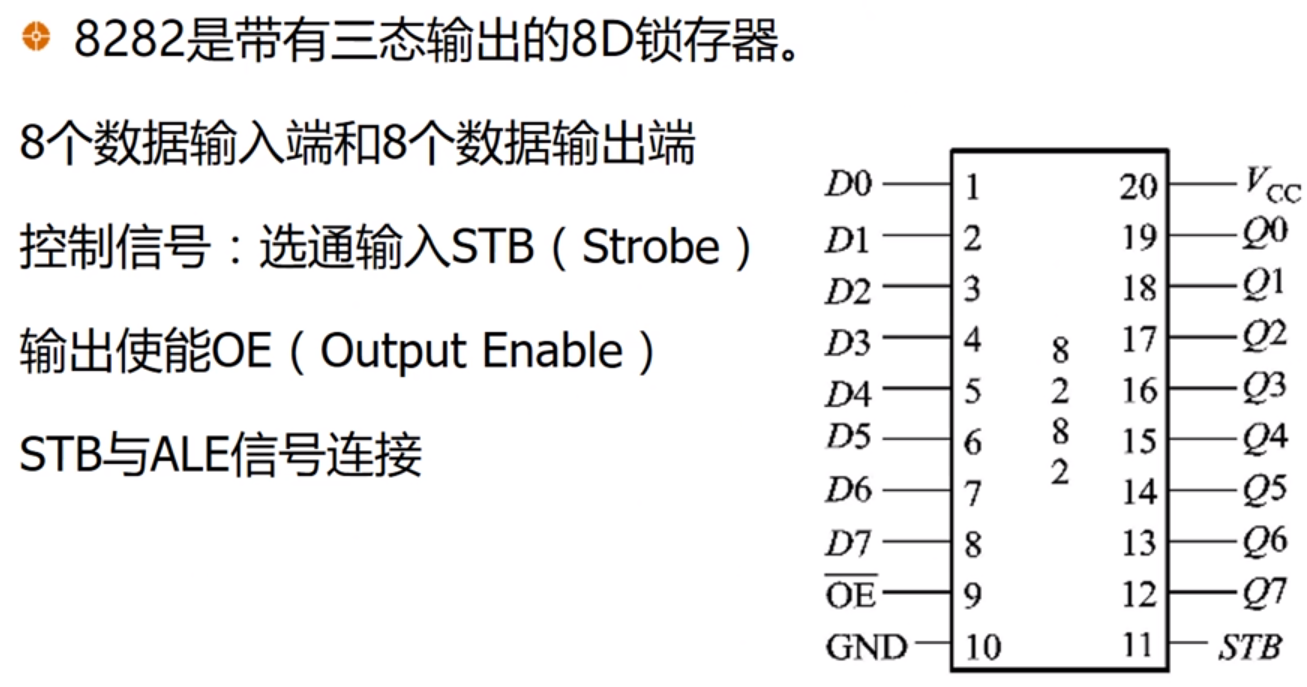 8282是带有三态输出的8D锁存器。
8个数据输入端和8个数据输出端
控制信号：选通输入STB（Strobe）
输出使能OE（Output Enable）
STB与ALE信号连接
D0 1 20 VCC
D1 2 19 Q0
D2 3 18 Q1
D3 4 17 Q2
D4 5 16 Q3
D5 6 15 Q4
D6 7 14 Q5
D7 8 13 Q6
O̅E̅ 9 12 Q7
GND 10 11 STB
8
2
8
2